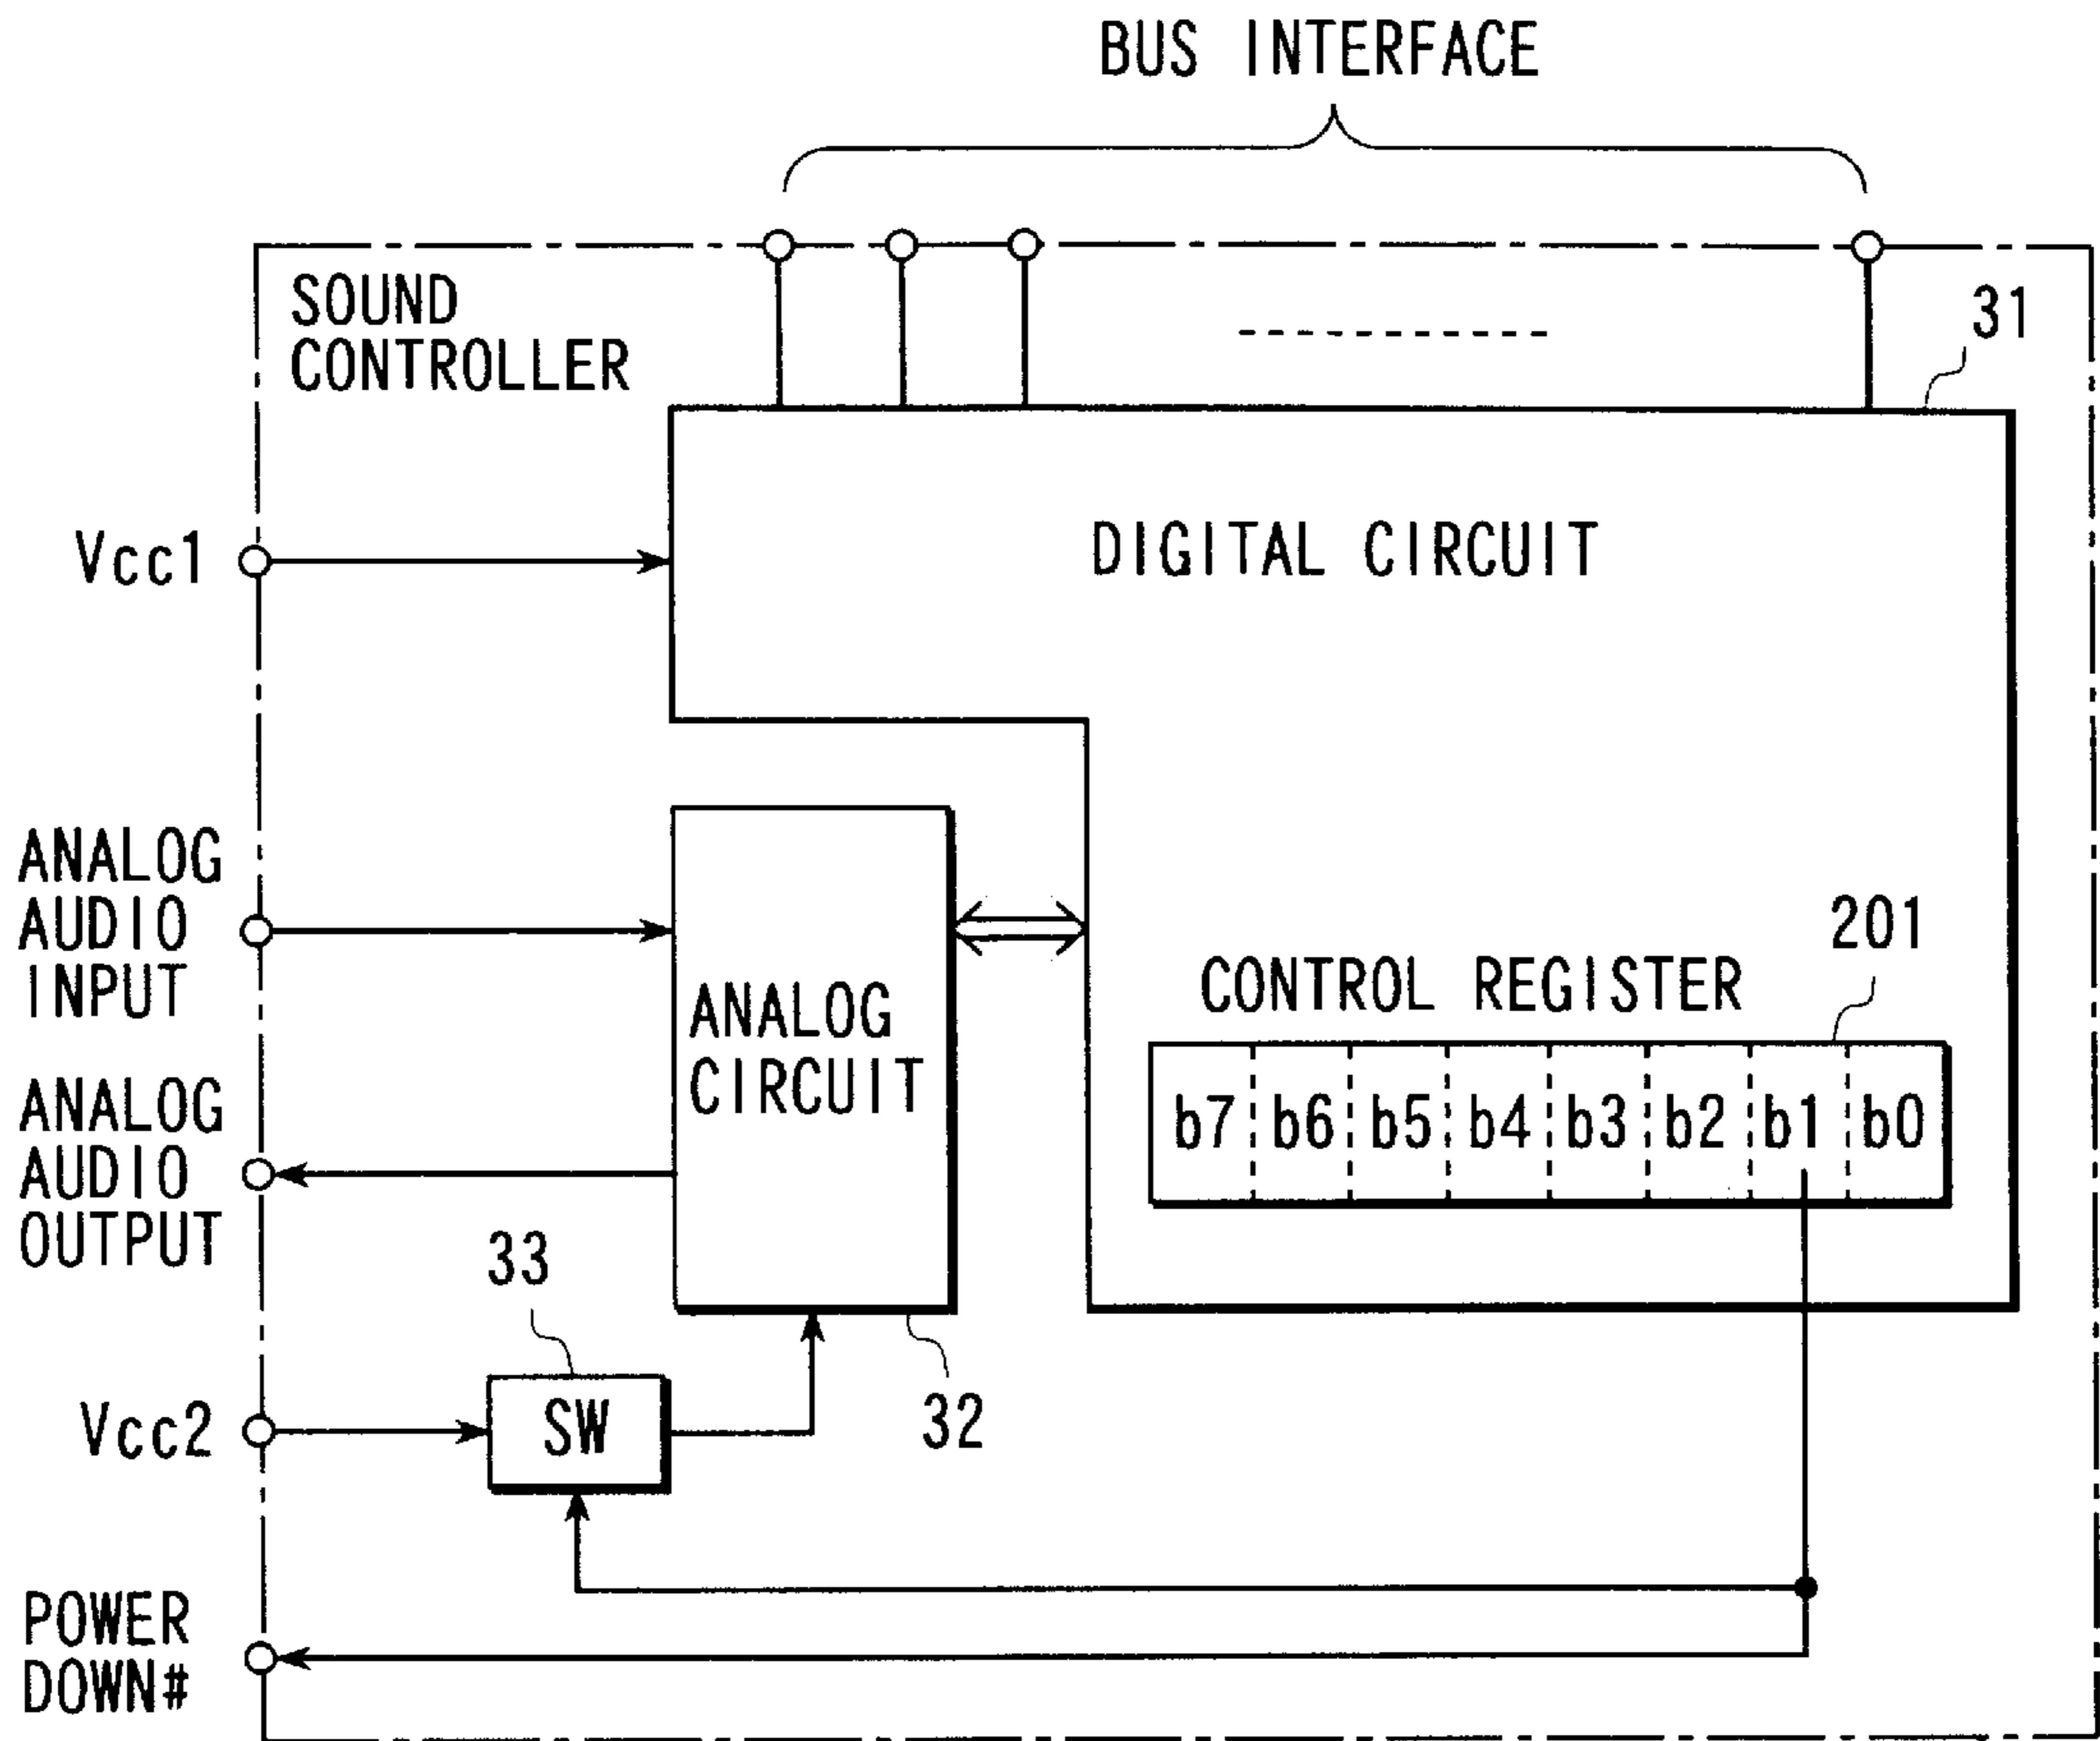 BUS INTERFACE
SOUND
CONTROLLER
31
Vcc1
DIGITAL CIRCUIT
ANALOG
AUDIO
INPUT
201
CONTROL REGISTER
ANALOG
CIRCUIT
b7 b6 b5 b4 b3 b2 b1 b0
ANALOG
AUDIO
OUTPUT
33
32
Vcc2
SW
POWER
DOWN#